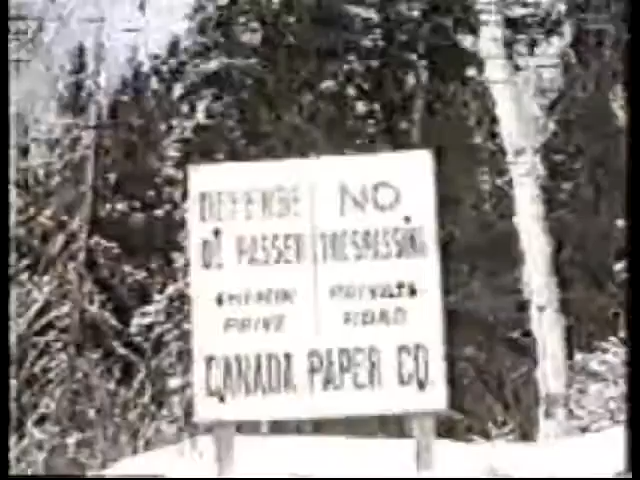 DEFENSE
DE PASSER
CHEMIN
PRIVE
NO
TRESPASSING
PRIVATE
ROAD
CANADA PAPER CO.